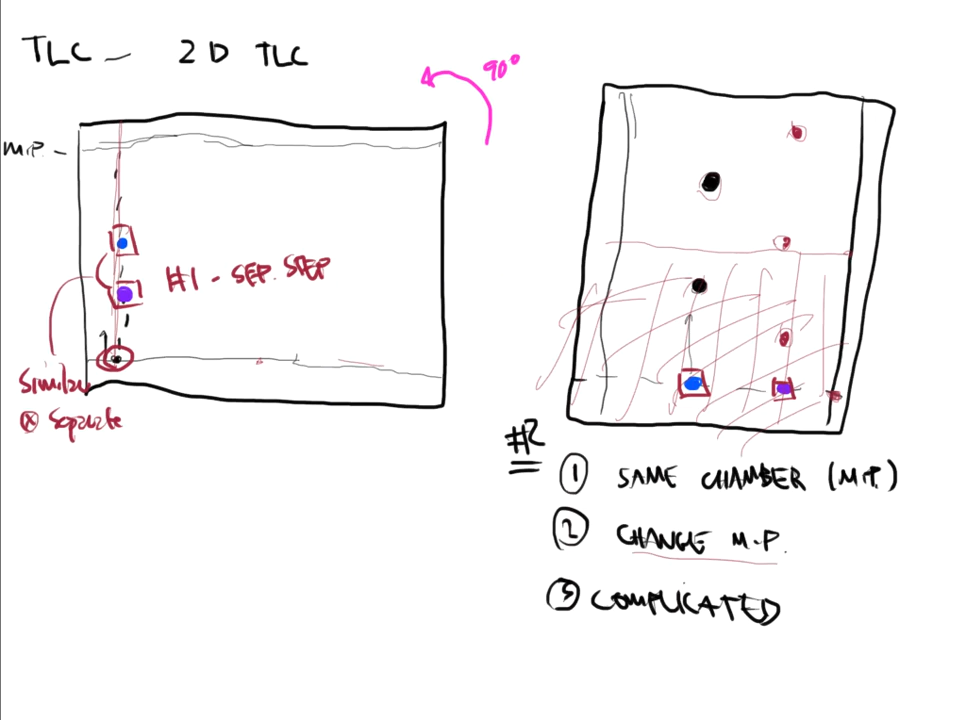 TLC - 2D TLC
90°
M.P. -
#1 - SEP. STEP
Similar
ⓧ Separate
#2
① SAME CHAMBER (M.P.)
② CHANGE M.P.
③ COMPLICATED